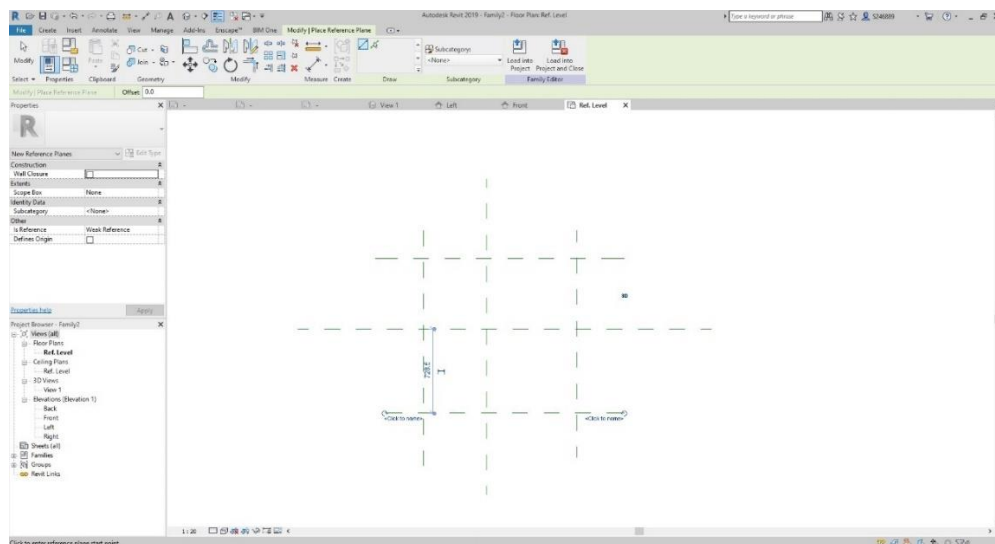 Autodesk Revit 2019 - Family2 - Floor Plan: Ref. Level
Type a keyword or phrase
File Create Insert Annotate View Manage Add-Ins Enscape™ BIM One Modify | Place Reference Plane
Modify
Paste
Cut
Join
Subcategory:
<None>
Load into Project
Load into Project and Close
Select Properties Clipboard Geometry Modify Measure Create Draw Subcategory Family Editor
Modify | Place Reference Plane Offset: 0.0
Properties X
View 1 Left Front Ref. Level X
R
New Reference Planes Edit Type
Construction
Wall Closure
Extents
Scope Box None
Identity Data
Subcategory <None>
Other
Is Reference Weak Reference
Defines Origin
Properties help Apply
Project Browser - Family2 X
Views (all)
Floor Plans
Ref. Level
Ceiling Plans
Ref. Level
3D Views
View 1
Elevations (Elevation 1)
Back
Front
Left
Right
Sheets (all)
Families
Groups
Revit Links
<Click to name> <Click to name>
1 : 20
Click to enter reference plane start point.